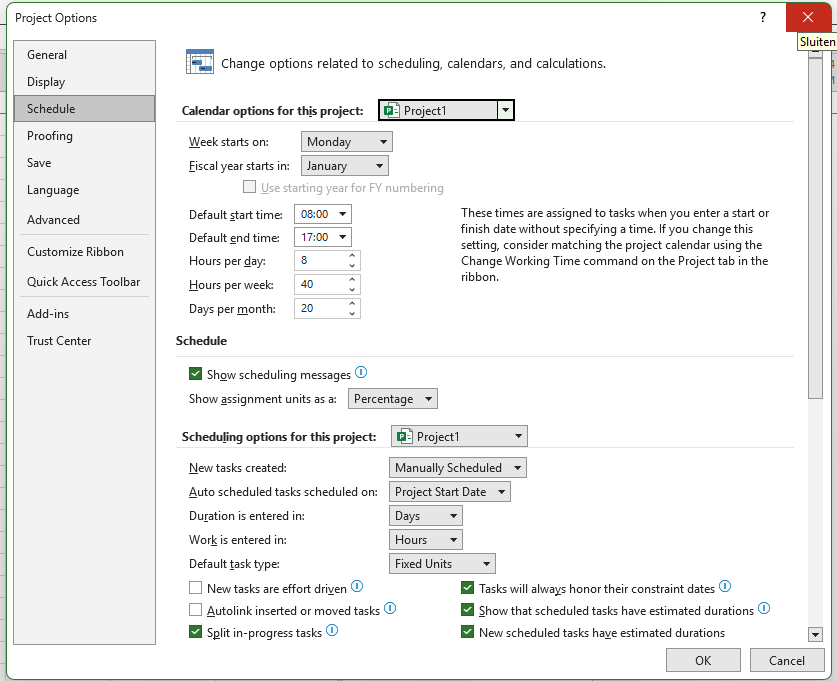 Project Options
?
Sluiten
General
Display
Schedule
Proofing
Save
Language
Advanced
Customize Ribbon
Quick Access Toolbar
Add-ins
Trust Center
Change options related to scheduling, calendars, and calculations.
Calendar options for this project: Project1
Week starts on: Monday
Fiscal year starts in: January
Use starting year for FY numbering
Default start time: 08:00
Default end time: 17:00
Hours per day: 8
Hours per week: 40
Days per month: 20
These times are assigned to tasks when you enter a start or
finish date without specifying a time. If you change this
setting, consider matching the project calendar using the
Change Working Time command on the Project tab in the
ribbon.
Schedule
Show scheduling messages
Show assignment units as a: Percentage
Scheduling options for this project: Project1
New tasks created: Manually Scheduled
Auto scheduled tasks scheduled on: Project Start Date
Duration is entered in: Days
Work is entered in: Hours
Default task type: Fixed Units
New tasks are effort driven
Tasks will always honor their constraint dates
Autolink inserted or moved tasks
Show that scheduled tasks have estimated durations
Split in-progress tasks
New scheduled tasks have estimated durations
OK
Cancel